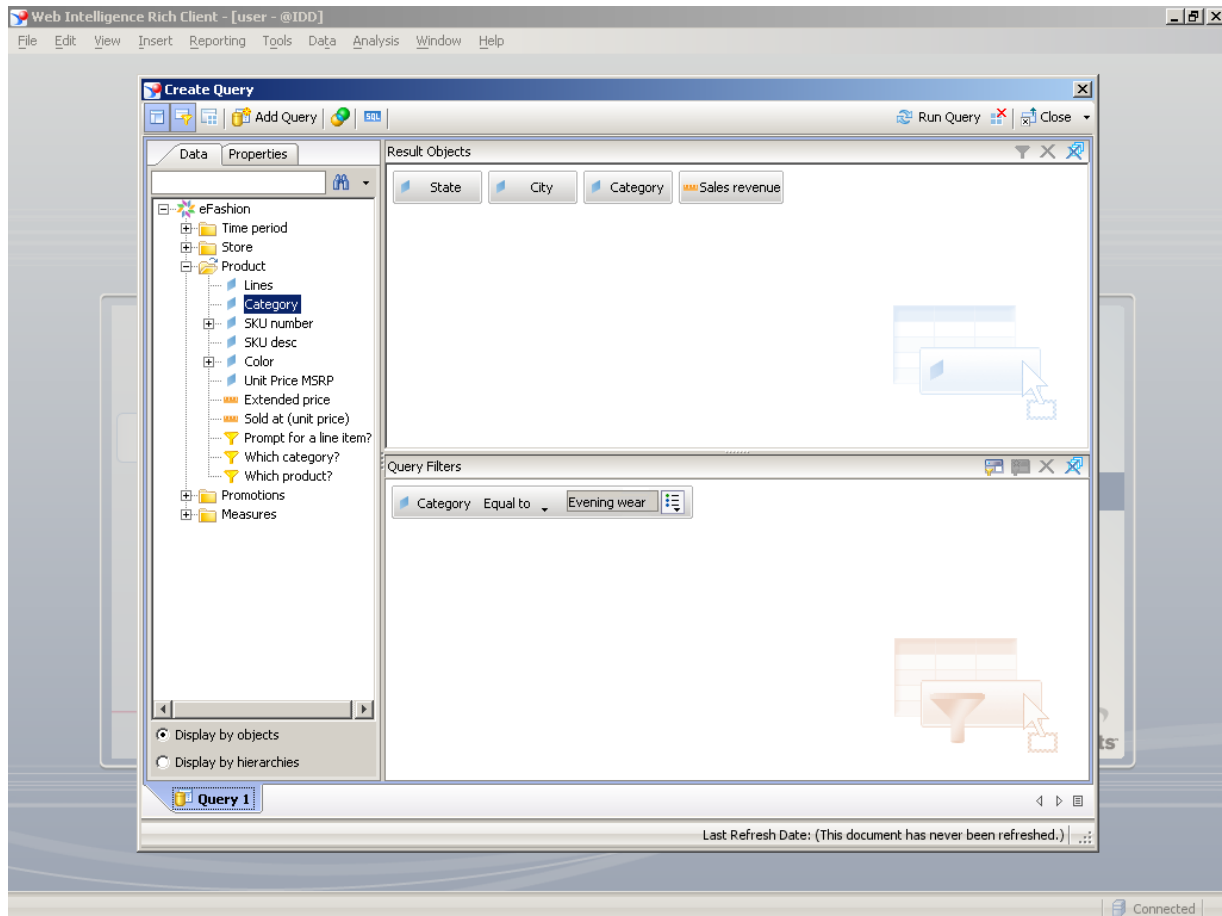 Web Intelligence Rich Client - [user - @IDD]
File Edit View Insert Reporting Tools Data Analysis Window Help
Create Query
Add Query SQL Run Query Close
Data Properties
Result Objects
State City Category Sales revenue
eFashion
Time period
Store
Product
Lines
Category
SKU number
SKU desc
Color
Unit Price MSRP
Extended price
Sold at (unit price)
Prompt for a line item?
Which category?
Which product?
Promotions
Measures
Query Filters
Category Equal to Evening wear
Display by objects
Display by hierarchies
ts
Query 1
Last Refresh Date: (This document has never been refreshed.)
Connected